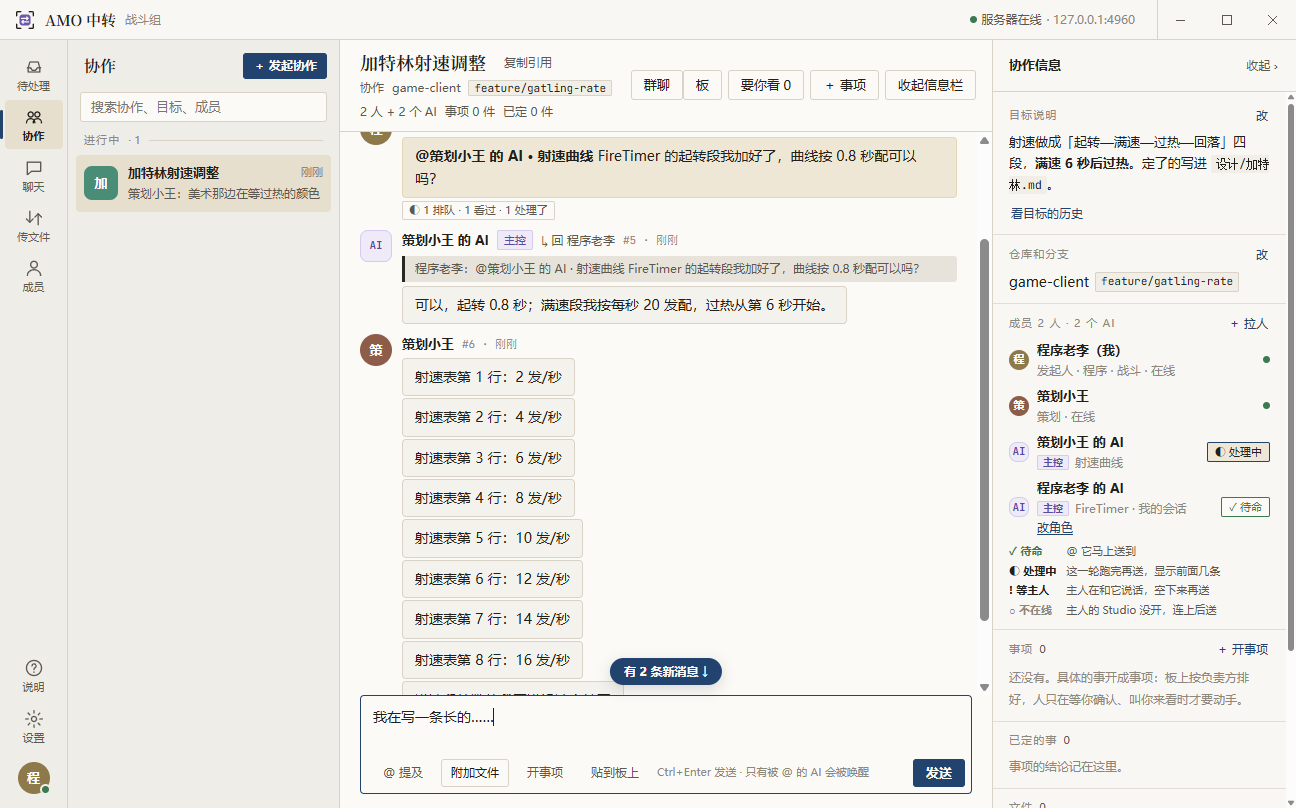 AMO 中转 战斗组
服务器在线 · 127.0.0.1:4960
待处理
协作
聊天
传文件
成员
说明
设置
程
协作
+ 发起协作
搜索协作、目标、成员
进行中 · 1
加
加特林射速调整 刚刚
策划小王：美术那边在等过热的颜色
加特林射速调整 复制引用
协作 game-client feature/gatling-rate
2 人 + 2 个 AI 事项 0 件 已定 0 件
群聊 板 要你看 0 + 事项 收起信息栏
程
@策划小王 的 AI • 射速曲线 FireTimer 的起转段我加好了，曲线按 0.8 秒配可以
吗？
1 排队 · 1 看过 · 1 处理了
AI 策划小王 的 AI 主控 回 程序老李 #5 · 刚刚
程序老李：@策划小王 的 AI · 射速曲线 FireTimer 的起转段我加好了，曲线按 0.8 秒配可以吗？
可以，起转 0.8 秒；满速段我按每秒 20 发配，过热从第 6 秒开始。
策 策划小王 #6 · 刚刚
射速表第 1 行：2 发/秒
射速表第 2 行：4 发/秒
射速表第 3 行：6 发/秒
射速表第 4 行：8 发/秒
射速表第 5 行：10 发/秒
射速表第 6 行：12 发/秒
射速表第 7 行：14 发/秒
射速表第 8 行：16 发/秒
有 2 条新消息↓
我在写一条长的……
@ 提及 附加文件 开事项 贴到板上 Ctrl+Enter 发送 · 只有被 @ 的 AI 会被唤醒 发送
协作信息 收起 ›
目标说明 改
射速做成「起转—满速—过热—回落」四
段，满速 6 秒后过热。定了的写进 设计/加特
林.md 。
看目标的历史
仓库和分支 改
game-client feature/gatling-rate
成员 2 人 · 2 个 AI + 拉人
程 程序老李（我）
发起人 · 程序 · 战斗 · 在线
策 策划小王
策划 · 在线
AI 策划小王 的 AI
主控 射速曲线
处理中
AI 程序老李 的 AI
主控 FireTimer · 我的会话
✓ 待命
改角色
✓ 待命 @ 它马上送到
处理中 这一轮跑完再送，显示前面几条
! 等主人 主人在和它说话，空下来再送
○ 不在线 主人的 Studio 没开，连上后送
事项 0 + 开事项
还没有。具体的事开成事项：板上按负责方排
好，人只在等你确认、叫你来看时才要动手。
已定的事 0
事项的结论记在这里。
文件 0